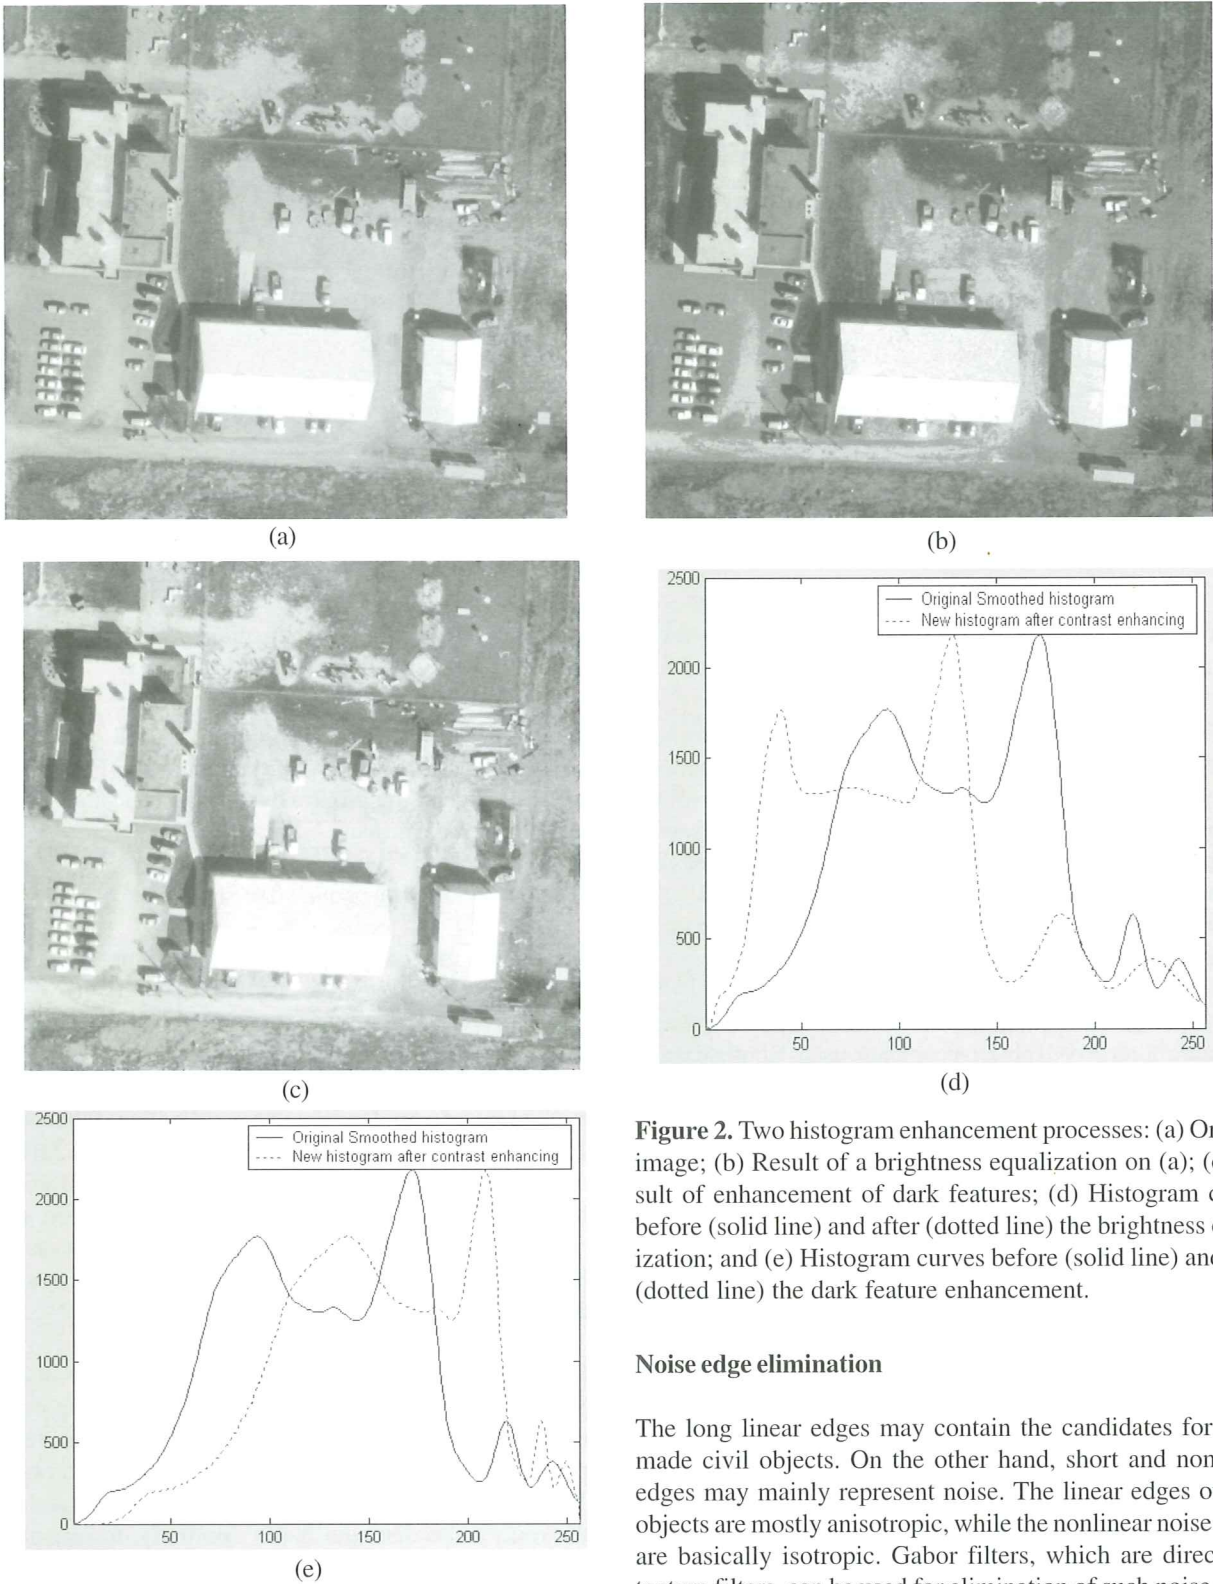 (a)
(b)
(c)
2500
2000
1500
1000
500
0
50
100
150
200
250
Original Smoothed histogram
New histogram after contrast enhancing
(d)
2500
2000
1500
1000
500
0
50
100
150
200
250
Original Smoothed histogram
New histogram after contrast enhancing
(e)
Figure 2. Two histogram enhancement processes: (a)
image; (b) Result of a brightness equalization on (a);
sult of enhancement of dark features; (d) Histogram
before (solid line) and after (dotted line) the brightness
ization; and (e) Histogram curves before (solid line) and
(dotted line) the dark feature enhancement.
Noise edge elimination
The long linear edges may contain the candidates for
made civil objects. On the other hand, short and non
edges may mainly represent noise. The linear edges
objects are mostly anisotropic, while the nonlinear noise
are basically isotropic. Gabor filters, which are direc